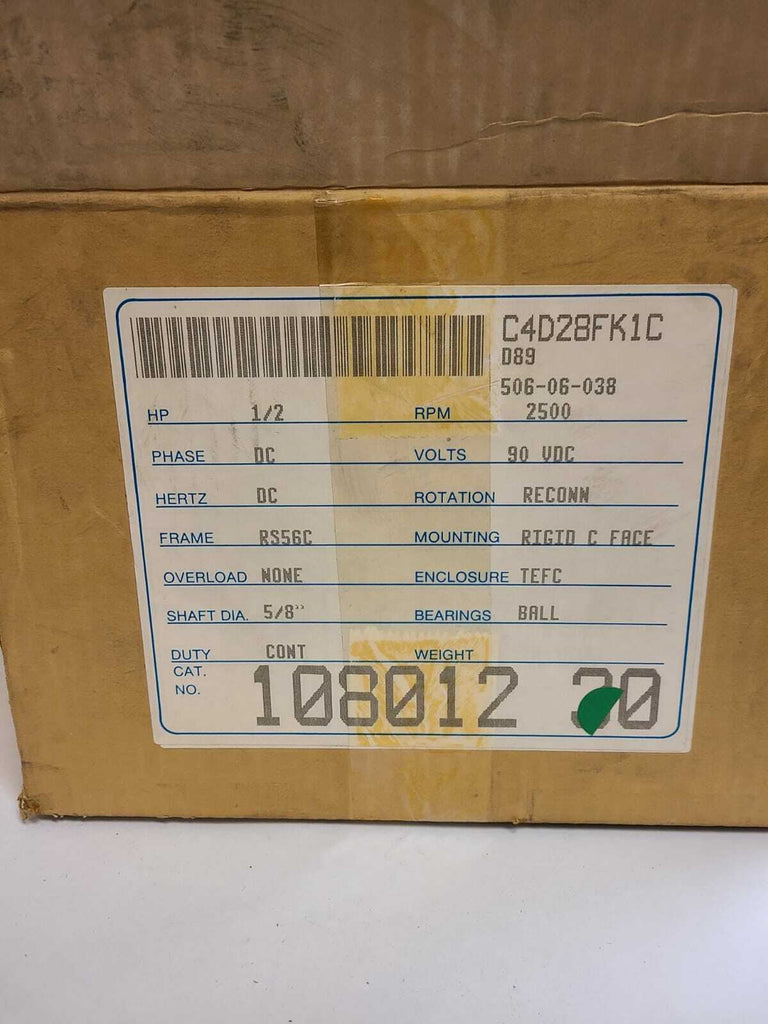 C4D28FK1C
D89
506-06-038
HP 1/2 RPM 2500
PHASE DC VOLTS 90 VDC
HERTZ DC ROTATION RECONN
FRAME RS56C MOUNTING RIGID C FACE
OVERLOAD NONE ENCLOSURE TEFC
SHAFT DIA. 5/8" BEARINGS BALL
DUTY CONT WEIGHT
CAT.
NO. 108012